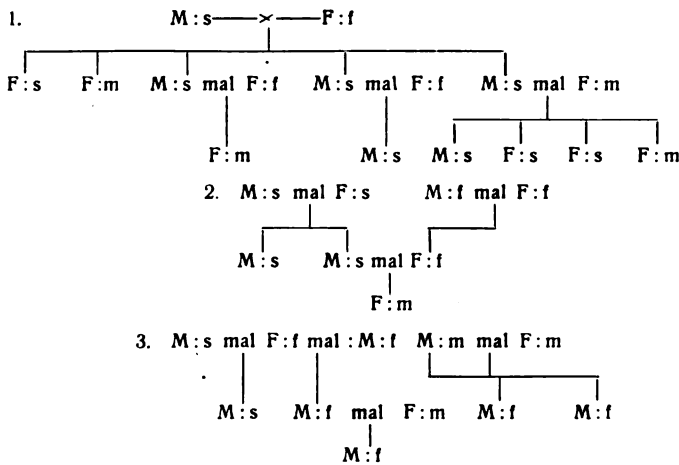 1. M : s × F : f
F : s F : m M : s mal F : f M : s mal F : f M : s mal F : m
F : m M : s M : s F : s F : s F : m
2. M : s mal F : s M : f mal F : f
M : s M : s mal F : f
F : m
3. M : s mal F : f mal : M : f M : m mal F : m
M : s M : f mal F : m M : f M : f
M : f